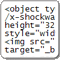 <object ty
/x-shockwa
height="32
style="wid
<img src="
target="_b